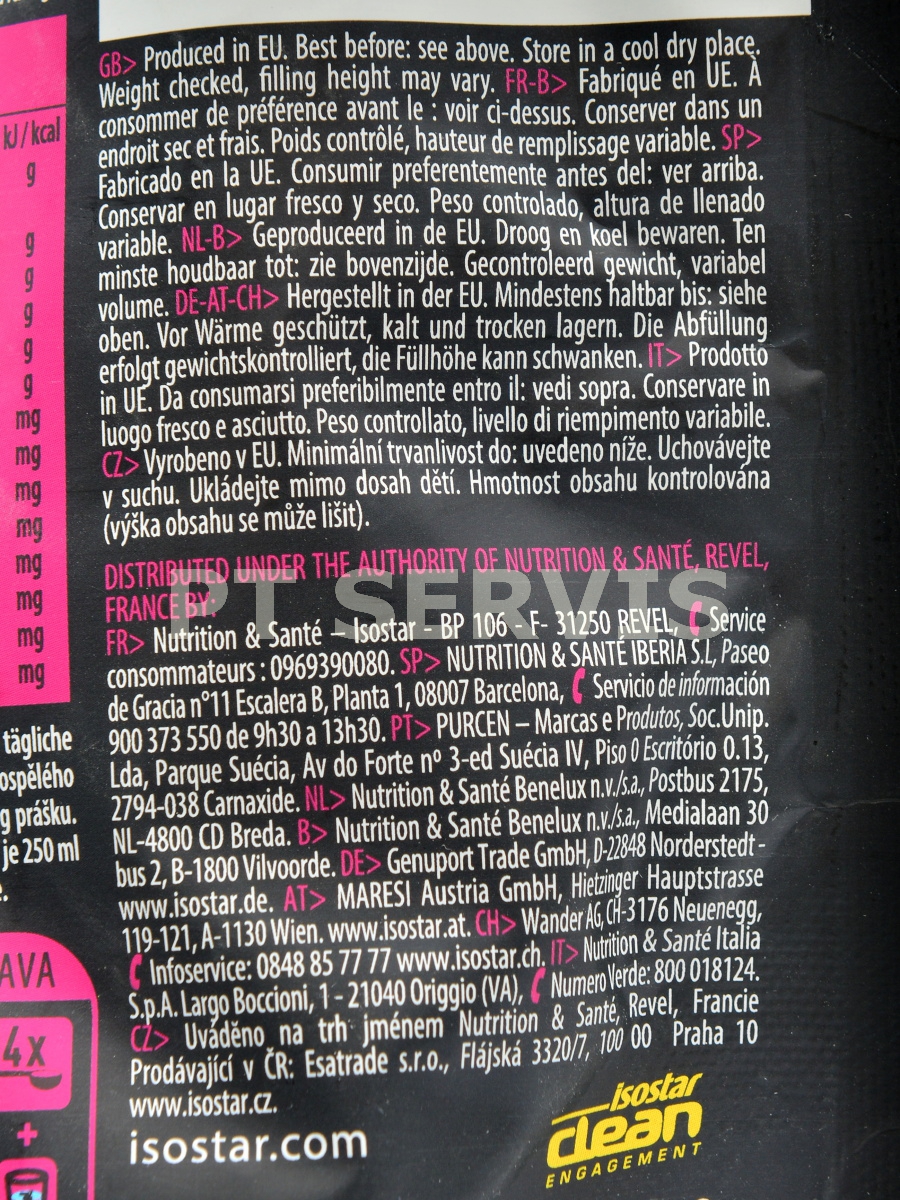 GB> Produced in EU. Best before: see above. Store in a cool dry place.
Weight checked, filling height may vary. FR-B> Fabriqué en UE. À
consommer de préférence avant le : voir ci-dessus. Conserver dans un
endroit sec et frais. Poids contrôlé, hauteur de remplissage variable. SP>
Fabricado en la UE. Consumir preferentemente antes del: ver arriba.
Conservar en lugar fresco y seco. Peso controlado, altura de llenado
variable. NL-B> Geproduceerd in de EU. Droog en koel bewaren. Ten
minste houdbaar tot: zie bovenzijde. Gecontroleerd gewicht, variabel
volume. DE-AT-CH> Hergestellt in der EU. Mindestens haltbar bis: siehe
oben. Vor Wärme geschützt, kalt und trocken lagern. Die Abfüllung
erfolgt gewichtskontrolliert, die Füllhöhe kann schwanken. IT> Prodotto
in UE. Da consumarsi preferibilmente entro il: vedi sopra. Conservare in
luogo fresco e asciutto. Peso controllato, livello di riempimento variabile.
CZ> Vyrobeno v EU. Minimální trvanlivost do: uvedeno níže. Uchovávejte
v suchu. Ukládejte mimo dosah dětí. Hmotnost obsahu kontrolována
(výška obsahu se může lišit).
DISTRIBUTED UNDER THE AUTHORITY OF NUTRITION & SANTÉ, REVEL,
FRANCE BY:
PT SERVIS
FR> Nutrition & Santé – Isostar - BP 106 - F- 31250 REVEL, Service
consommateurs : 0969390080. SP> NUTRITION & SANTÉ IBERIA S.L, Paseo
de Gracia n°11 Escalera B, Planta 1, 08007 Barcelona, Servicio de información
900 373 550 de 9h30 a 13h30. PT> PURCEN – Marcas e Produtos, Soc.Unip.
Lda, Parque Suécia, Av do Forte nº 3-ed Suécia IV, Piso 0 Escritório 0.13,
2794-038 Carnaxide. NL> Nutrition & Santé Benelux n.v./s.a., Postbus 2175,
NL-4800 CD Breda. B> Nutrition & Santé Benelux n.v./s.a., Medialaan 30
bus 2, B-1800 Vilvoorde. DE> Genuport Trade GmbH, D-22848 Norderstedt -
www.isostar.de. AT> MARESI Austria GmbH, Hietzinger Hauptstrasse
119-121, A-1130 Wien. www.isostar.at. CH> Wander AG, CH-3176 Neuenegg,
Infoservice: 0848 85 77 77 www.isostar.ch. IT> Nutrition & Santé Italia
S.p.A. Largo Boccioni, 1 - 21040 Origgio (VA), Numero Verde: 800 018124.
CZ> Uváděno na trh jménem Nutrition & Santé, Revel, Francie
Prodávající v ČR: Esatrade s.r.o., Flájská 3320/7, 100 00 Praha 10
www.isostar.cz.
isostar.com
isostar
clean
ENGAGEMENT
kJ / kcal
g
g
g
g
g
g
mg
mg
mg
mg
mg
mg
mg
mg
tägliche
prášku.
je 250 ml
4x
+